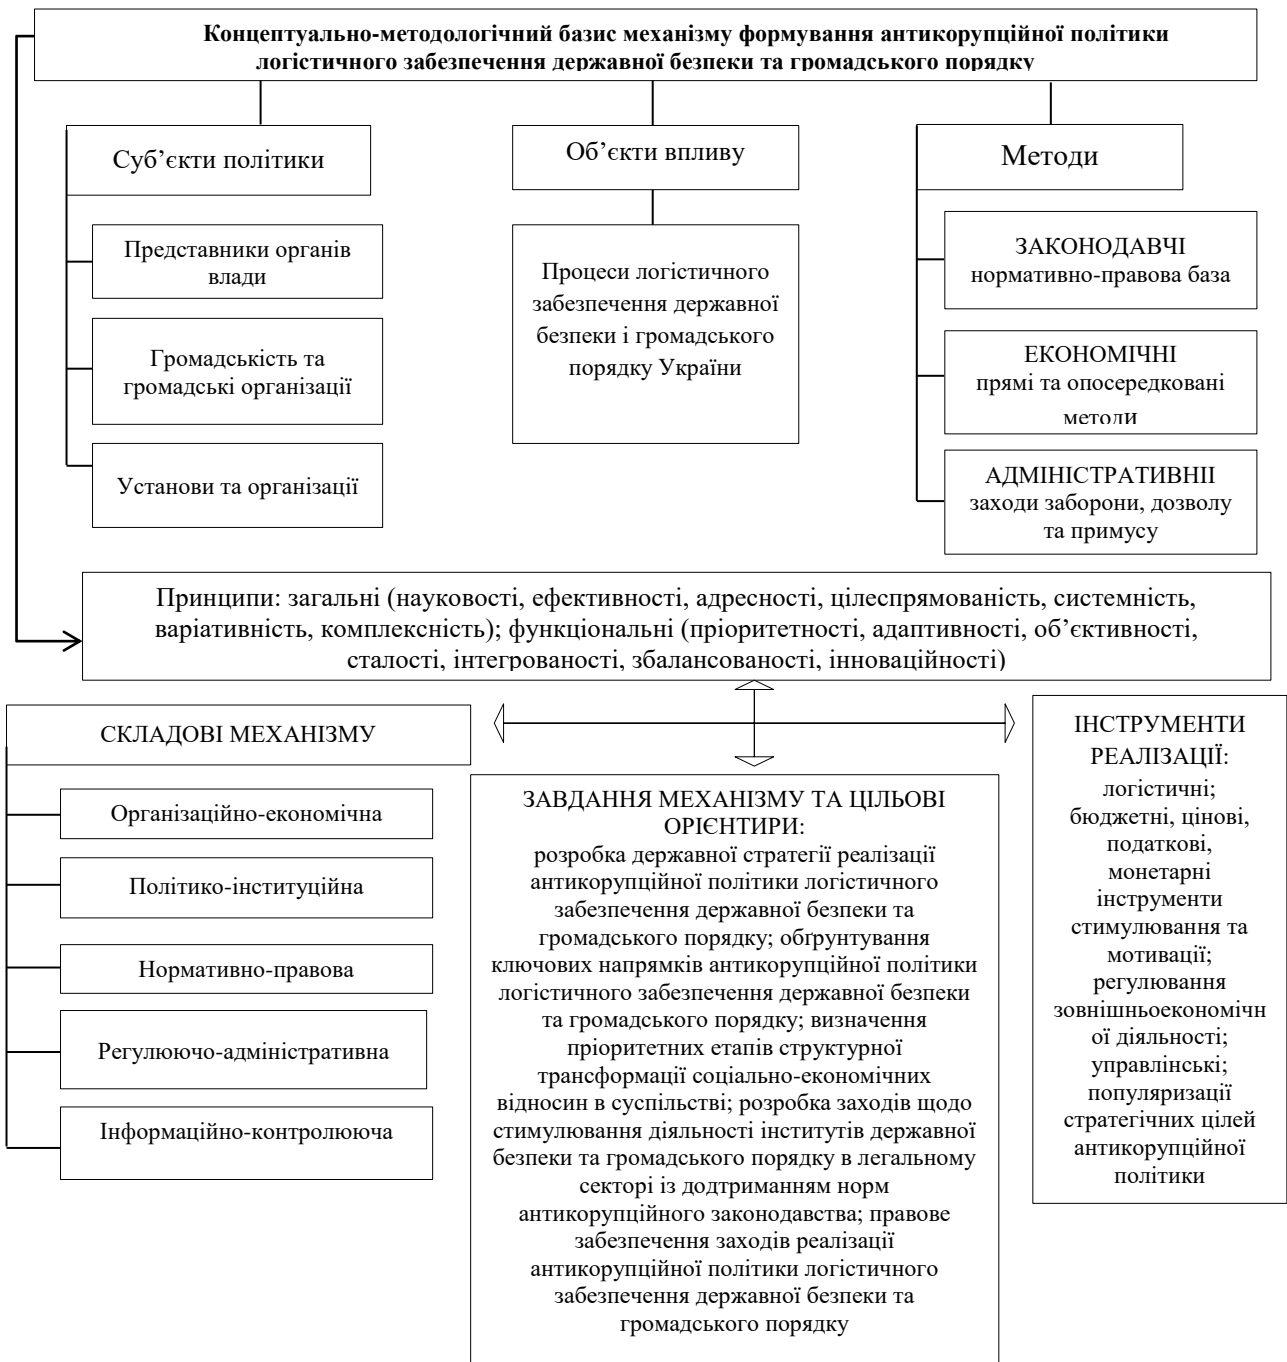 Концептуально-методологічний базис механізму формування антикорупційної політики
логістичного забезпечення державної безпеки та громадського порядку
Суб’єкти політики
Представники органів
влади
Громадськість та
громадські організації
Установи та організації
Об’єкти впливу
Процеси логістичного
забезпечення державної
безпеки і громадського
порядку України
Методи
ЗАКОНОДАВЧІ
нормативно-правова база
ЕКОНОМІЧНІ
прямі та опосередковані
методи
АДМІНІСТРАТИВНІІ
заходи заборони, дозволу
та примусу
Принципи: загальні (науковості, ефективності, адресності, цілеспрямованість, системність,
варіативність, комплексність); функціональні (пріоритетності, адаптивності, об’єктивності,
сталості, інтегрованості, збалансованості, інноваційності)
СКЛАДОВІ МЕХАНІЗМУ
Організаційно-економічна
Політико-інституційна
Нормативно-правова
Регулюючо-адміністративна
Інформаційно-контролююча
ЗАВДАННЯ МЕХАНІЗМУ ТА ЦІЛЬОВІ
ОРІЄНТИРИ:
розробка державної стратегії реалізації
антикорупційної політики логістичного
забезпечення державної безпеки та
громадського порядку; обґрунтування
ключових напрямків антикорупційної політики
логістичного забезпечення державної безпеки
та громадського порядку; визначення
пріоритетних етапів структурної
трансформації соціально-економічних
відносин в суспільстві; розробка заходів щодо
стимулювання діяльності інститутів державної
безпеки та громадського порядку в легальному
секторі із додтриманням норм
антикорупційного законодавства; правове
забезпечення заходів реалізації
антикорупційної політики логістичного
забезпечення державної безпеки та
громадського порядку
ІНСТРУМЕНТИ
РЕАЛІЗАЦІЇ:
логістичні;
бюджетні, цінові,
податкові,
монетарні
інструменти
стимулювання та
мотивації;
регулювання
зовнішньоекономічн
ої діяльності;
управлінські;
популяризації
стратегічних цілей
антикорупційної
політики